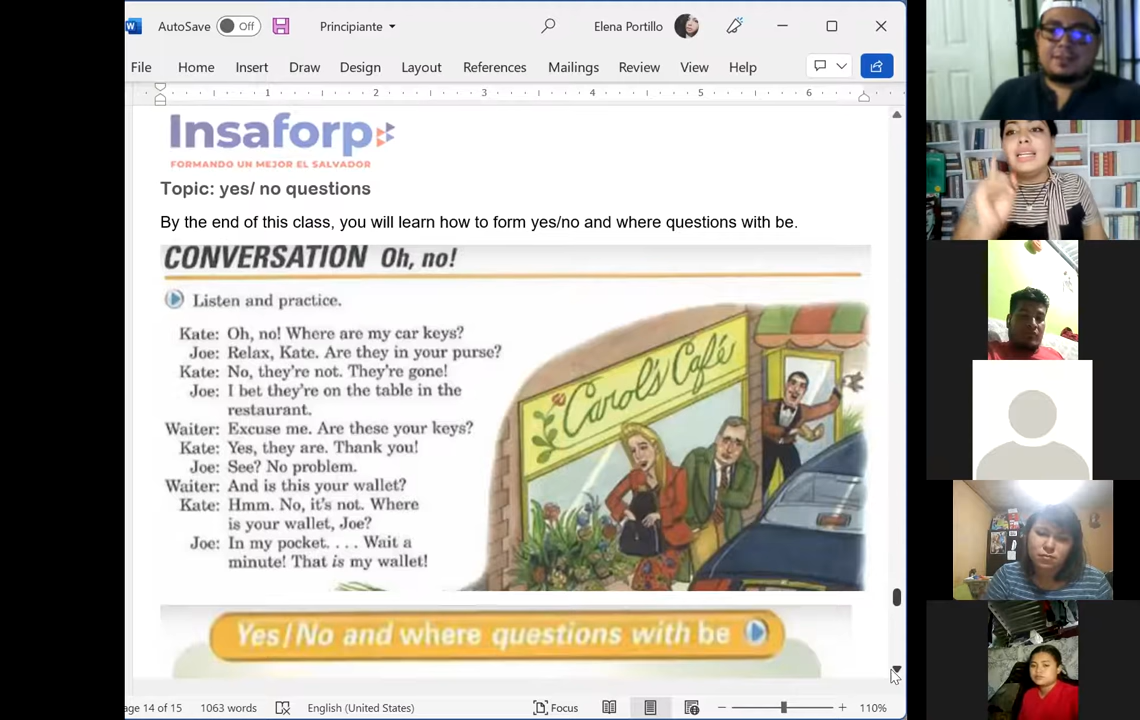 AutoSave Off Principiante Elena Portillo
File Home Insert Draw Design Layout References Mailings Review View Help
1 2 3 4 5 6
Insaforp
FORMANDO UN MEJOR EL SALVADOR
Topic: yes/ no questions
By the end of this class, you will learn how to form yes/no and where questions with be.
CONVERSATION Oh, no!
Listen and practice.
Kate: Oh, no! Where are my car keys?
Joe: Relax, Kate. Are they in your purse?
Kate: No, they're not. They're gone!
Joe: I bet they're on the table in the
restaurant.
Waiter: Excuse me. Are these your keys?
Kate: Yes, they are. Thank you!
Joe: See? No problem.
Waiter: And is this your wallet?
Kate: Hmm. No, it's not. Where
is your wallet, Joe?
Joe: In my pocket. . . . Wait a
minute! That is my wallet!
Carol's Café
Yes/No and where questions with be
age 14 of 15 1063 words English (United States) Focus 110%